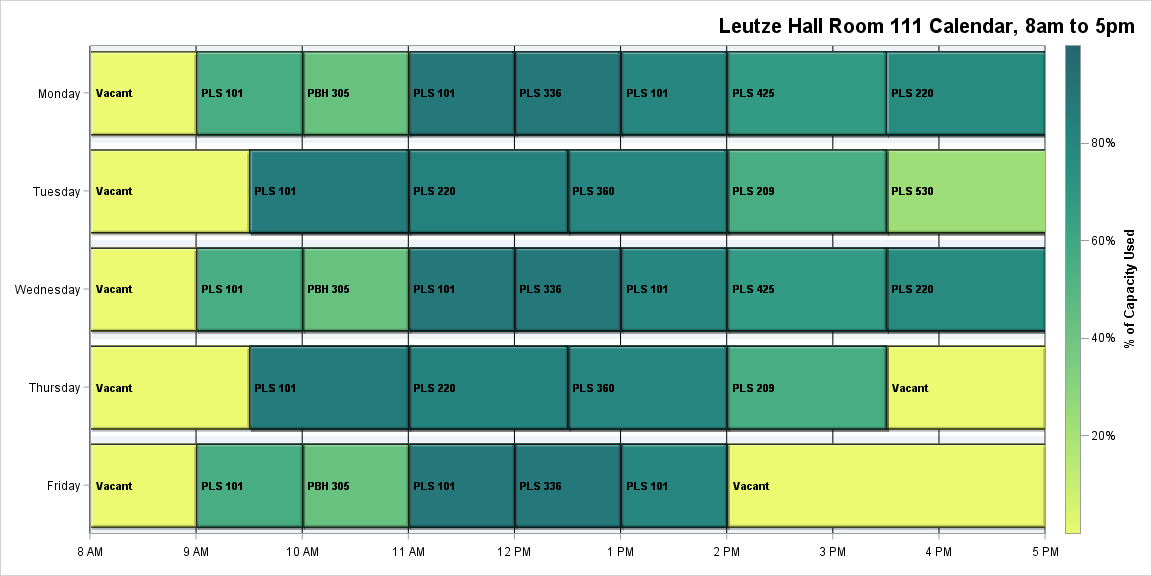 Leutze Hall Room 111 Calendar, 8am to 5pm
Monday
Vacant
PLS 101
PBH 305
PLS 101
PLS 336
PLS 101
PLS 425
PLS 220
Tuesday
Vacant
PLS 101
PLS 220
PLS 360
PLS 209
PLS 530
Wednesday
Vacant
PLS 101
PBH 305
PLS 101
PLS 336
PLS 101
PLS 425
PLS 220
Thursday
Vacant
PLS 101
PLS 220
PLS 360
PLS 209
Vacant
Friday
Vacant
PLS 101
PBH 305
PLS 101
PLS 336
PLS 101
Vacant
8 AM
9 AM
10 AM
11 AM
12 PM
1 PM
2 PM
3 PM
4 PM
5 PM
80%
60%
40%
20%
% of Capacity Used